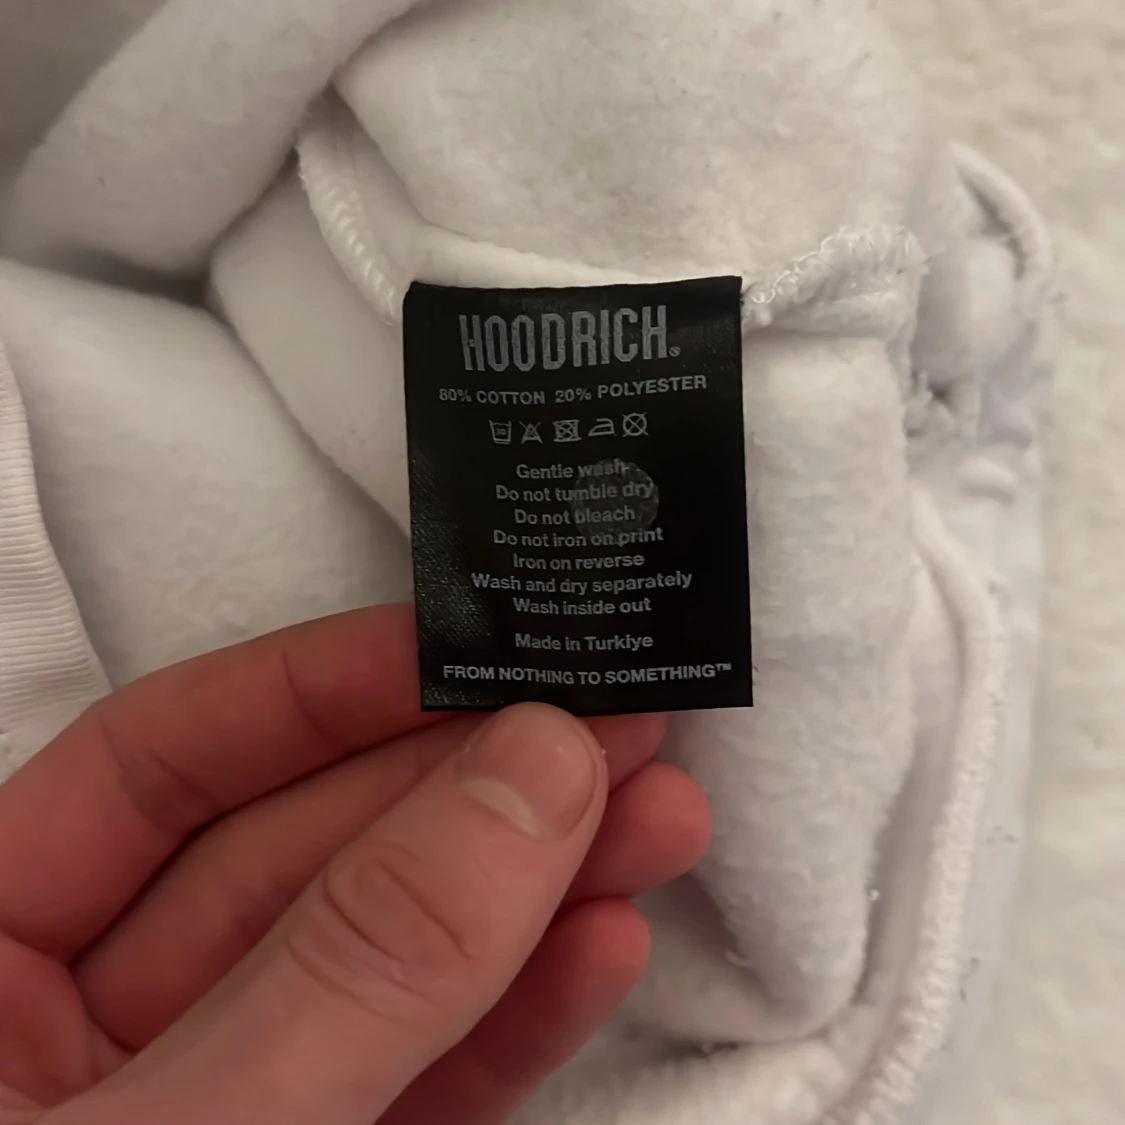 HOODRICH®
80% COTTON 20% POLYESTER
30
Gentle wash
Do not tumble dry
Do not bleach
Do not iron on print
Iron on reverse
Wash and dry separately
Wash inside out
Made in Turkiye
FROM NOTHING TO SOMETHING™